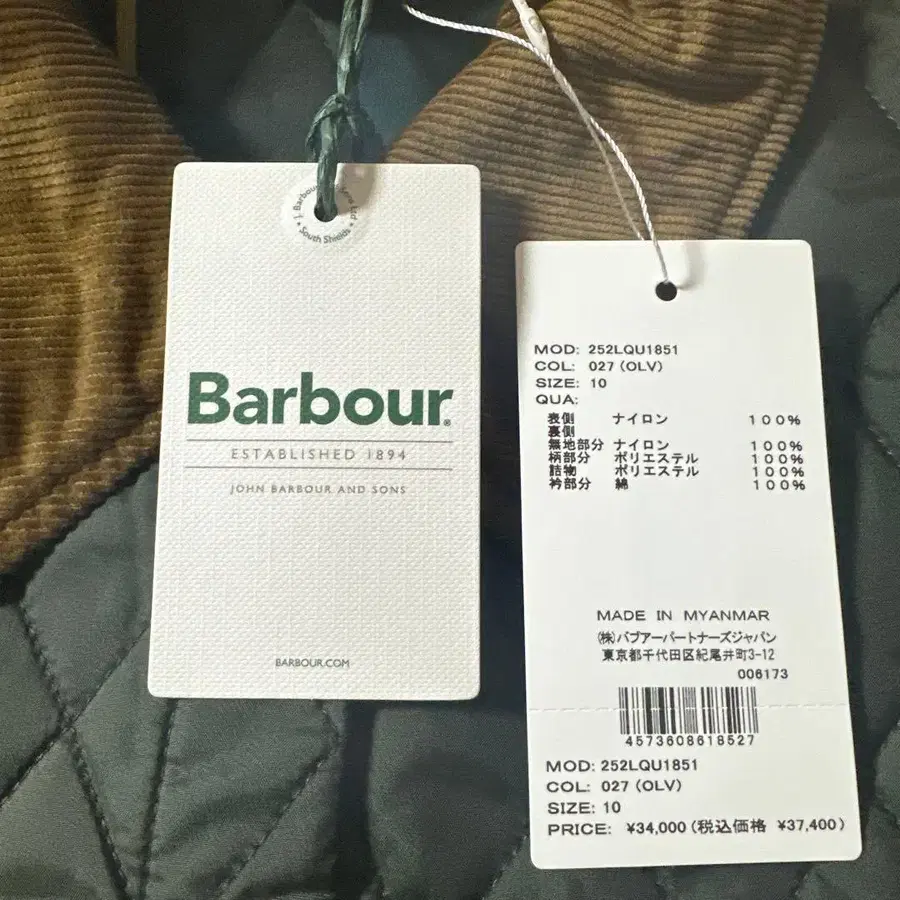 Barbour
ESTABLISHED 1894
JOHN BARBOUR AND SONS
BARBOUR.COM
South Shields
MOD: 252LQU1851
COL: 027 (OLV)
SIZE: 10
QUA:
表側 ナイロン 100%
裏側
無地部分 ナイロン 100%
柄部分 ポリエステル 100%
詰物 ポリエステル 100%
衿部分 綿 100%
MADE IN MYANMAR
(株)バブアーパートナーズジャパン
東京都千代田区紀尾井町3-12
006173
4573608618527
MOD: 252LQU1851
COL: 027 (OLV)
SIZE: 10
PRICE: ¥34,000 (税込価格 ¥37,400)